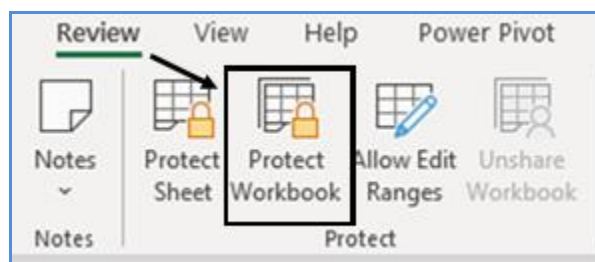 Review View Help Power Pivot
Notes Protect Protect Allow Edit Unshare
Sheet Workbook Ranges Workbook
Notes Protect